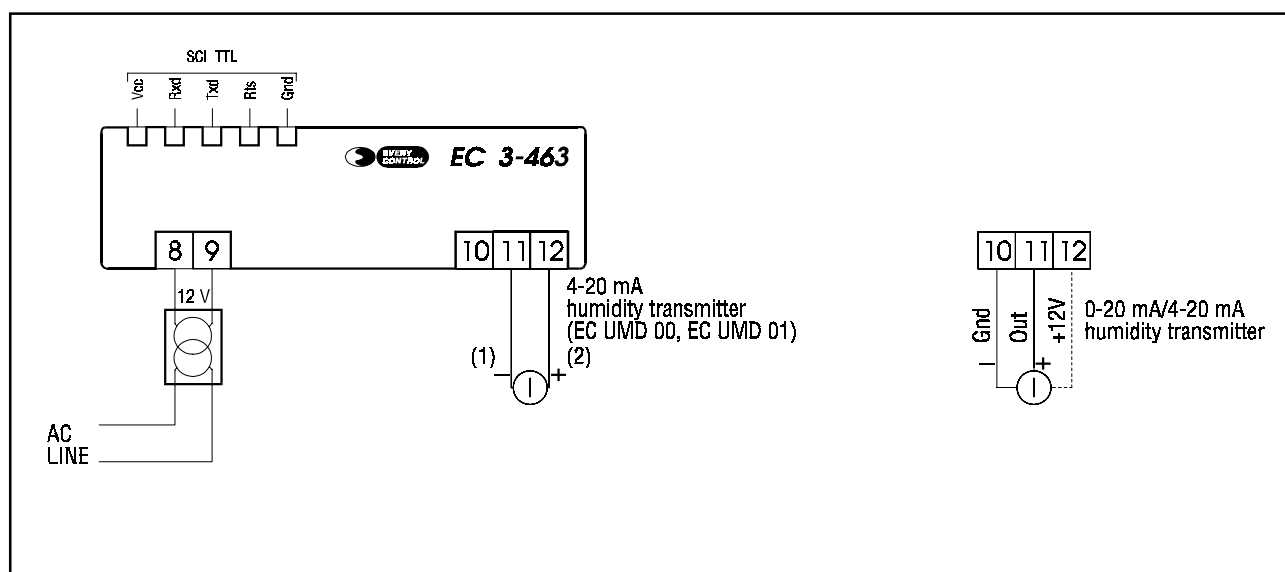 SCI TTL
Vcc Rxd Txd Rts Gnd
EVERY
CONTROL
EC 3-463
8 9
10 11 12
12 V
4-20 mA
humidity transmitter
(EC UMD 00, EC UMD 01)
(1) – + (2)
AC
LINE
10 11 12
Gnd Out +12V
– +
0-20 mA/4-20 mA
humidity transmitter